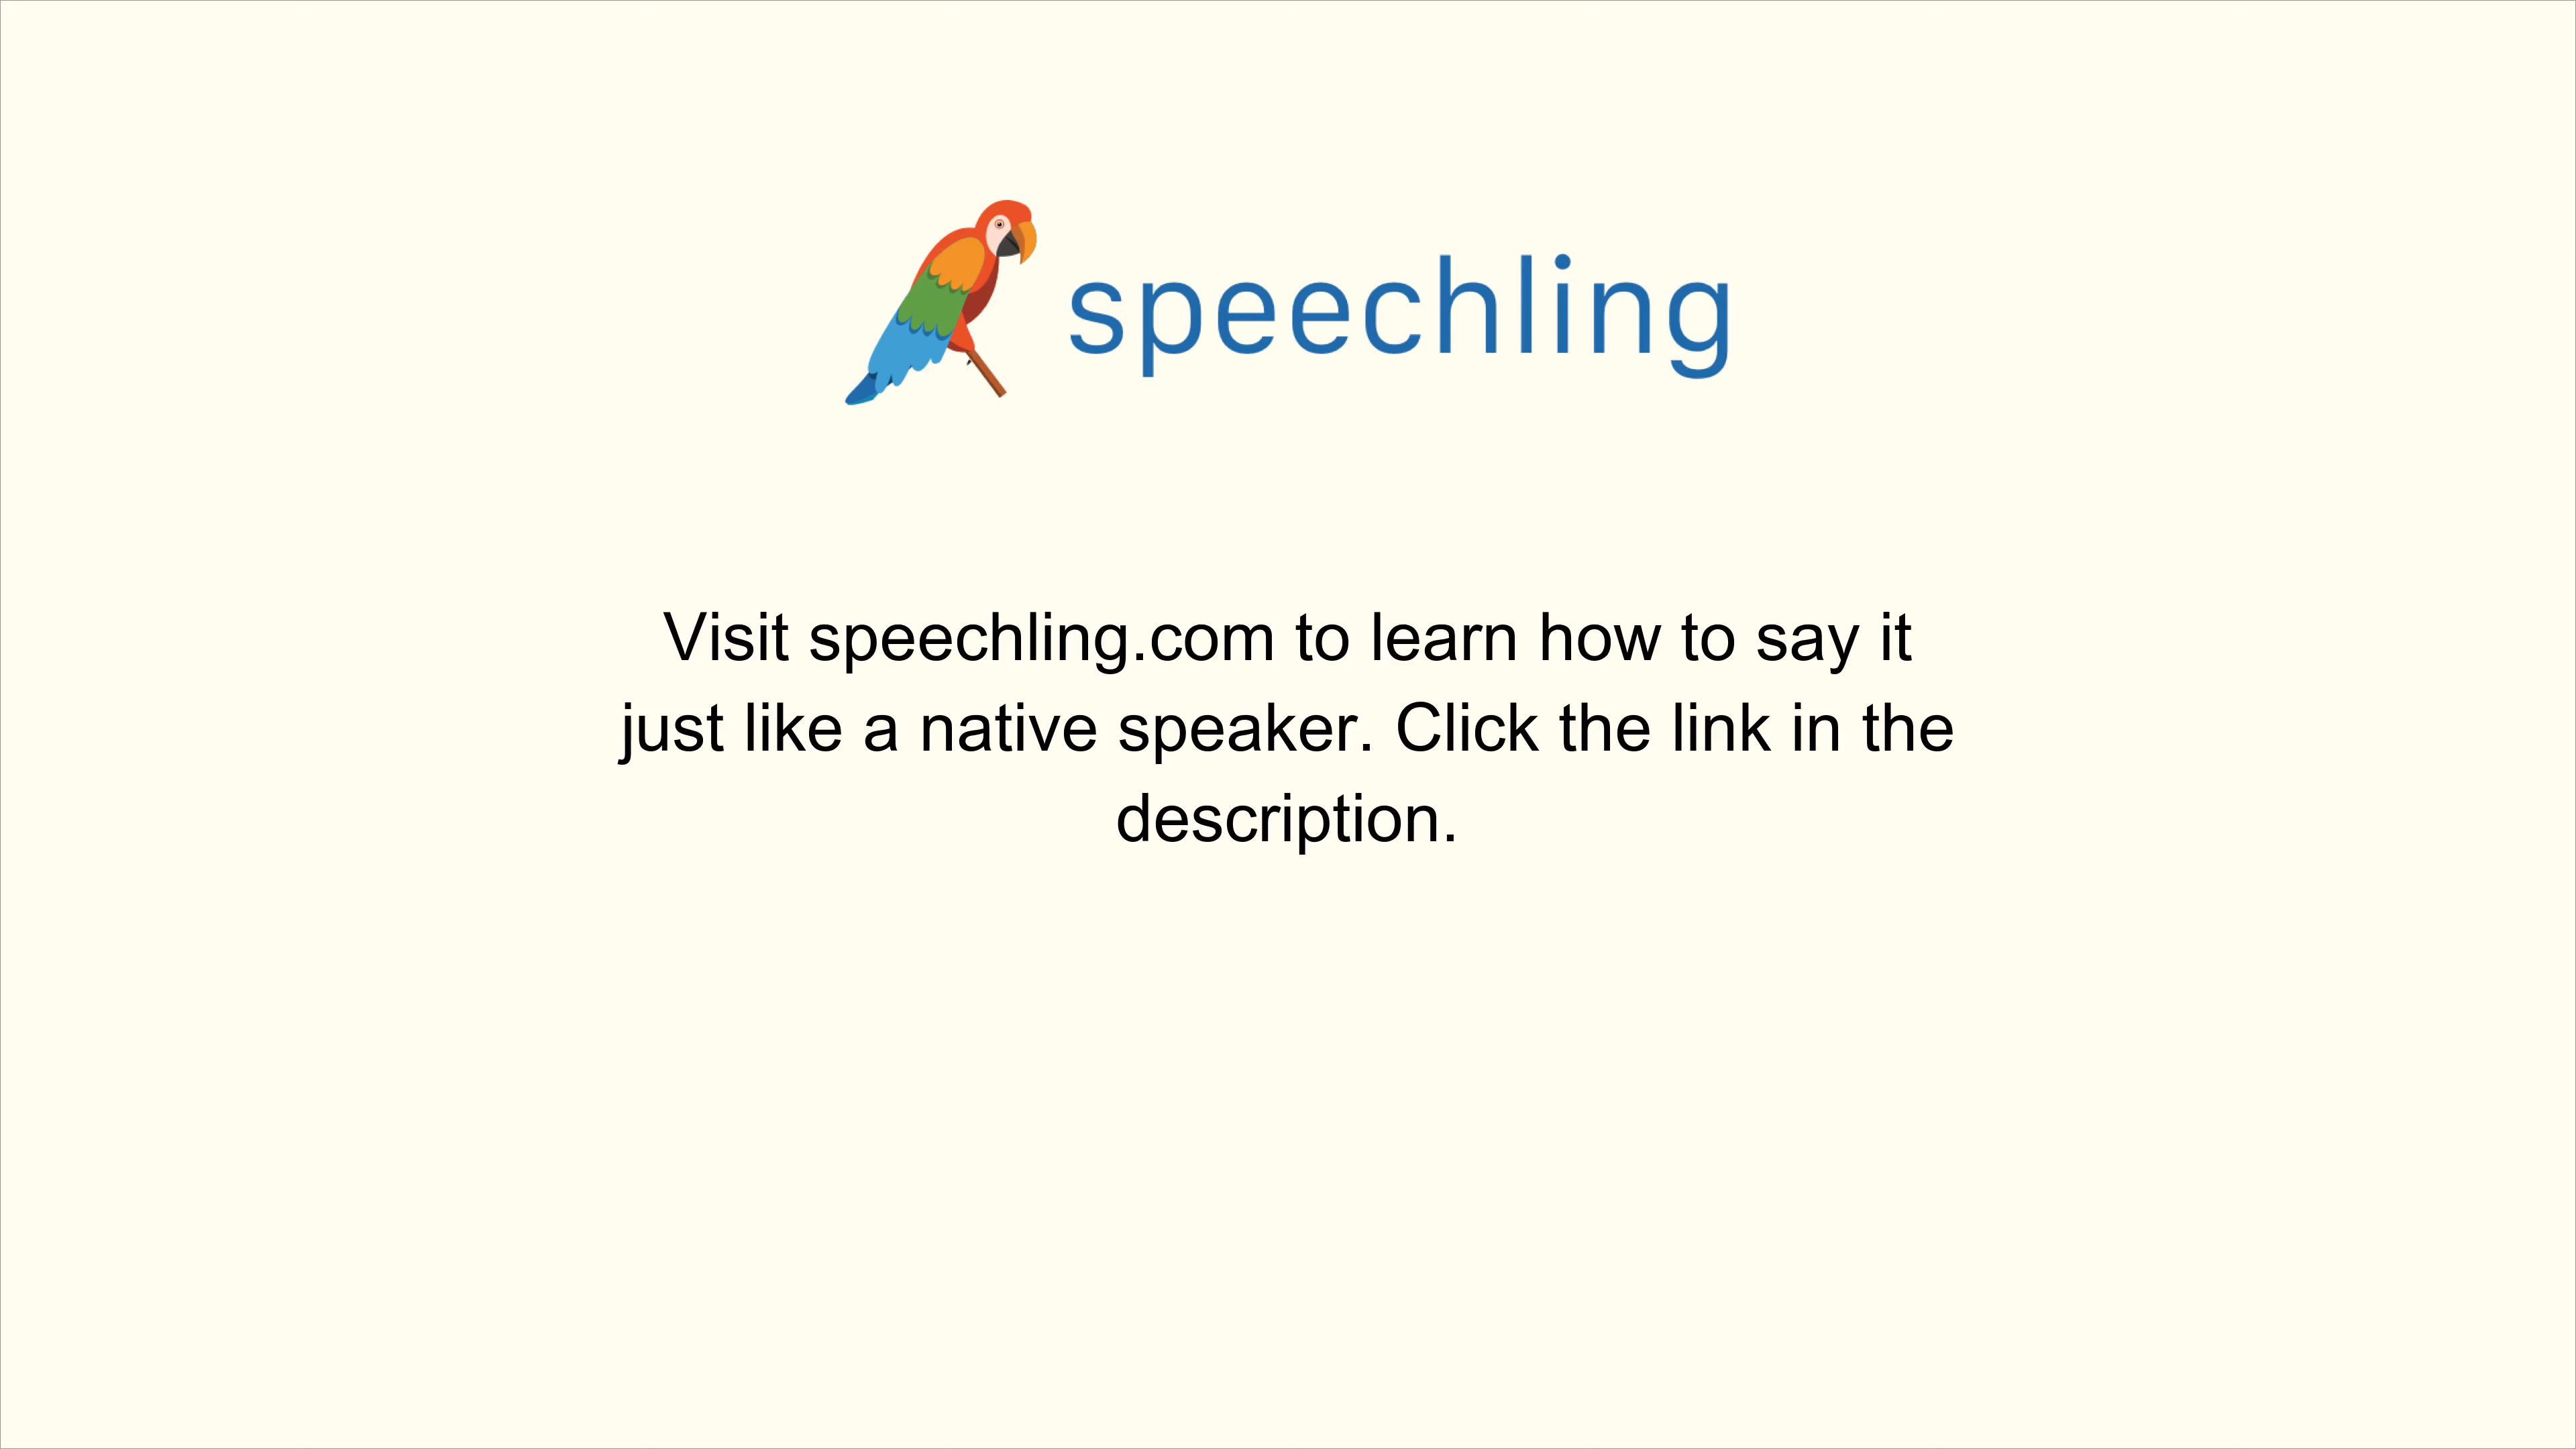 speechling
Visit speechling.com to learn how to say it
just like a native speaker. Click the link in the
description.